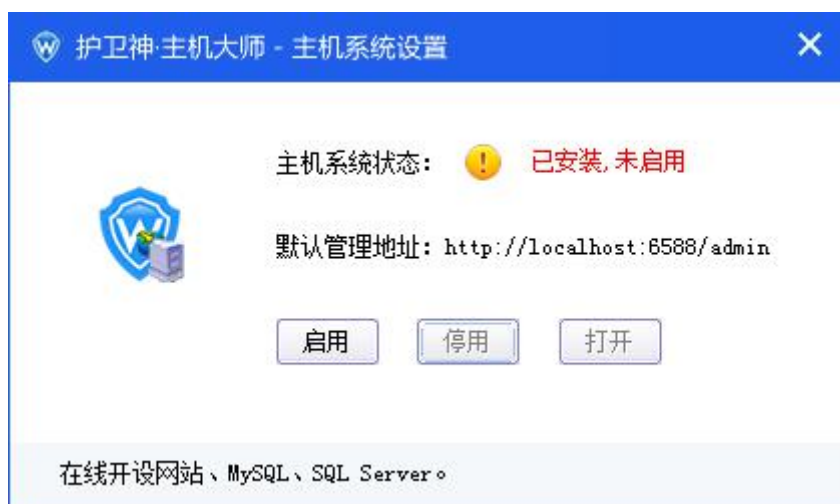 护卫神·主机大师 - 主机系统设置
主机系统状态： 已安装,未启用
默认管理地址：http://localhost:6588/admin
启用 停用 打开
在线开设网站、MySQL、SQL Server。